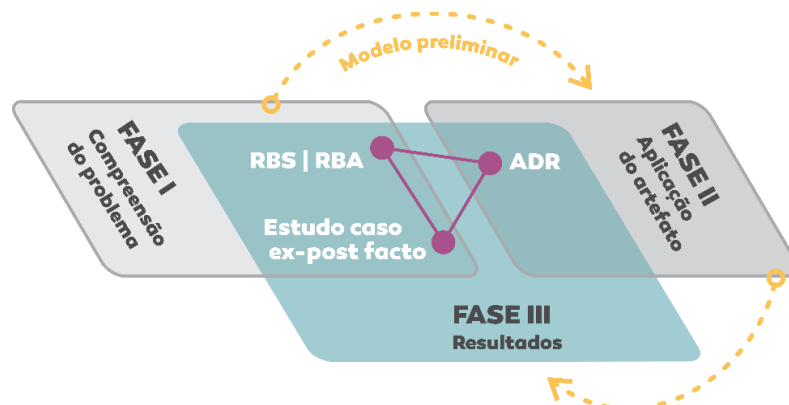 Modelo preliminar
FASE I
Compreensão
do problema
RBS | RBA
ADR
FASE II
Aplicação
do artefato
Estudo caso
ex-post facto
FASE III
Resultados